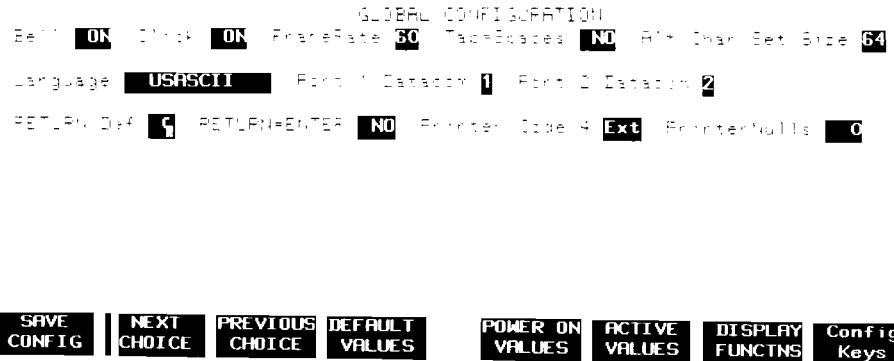 GLOBAL CONFIGURATION
Bell ON Click ON FrameRate 60 Tab=Spaces NO Alt Char Set Size 64
Language USASCII Port 1 Datacom 1 Port 2 Datacom 2
RETURN Def RETURN=ENTER NO Printer Code 4 Ext PrinterNulls 0
SAVE CONFIG NEXT CHOICE PREVIOUS CHOICE DEFAULT VALUES POWER ON VALUES ACTIVE VALUES DISPLAY FUNCTNS Config Keys